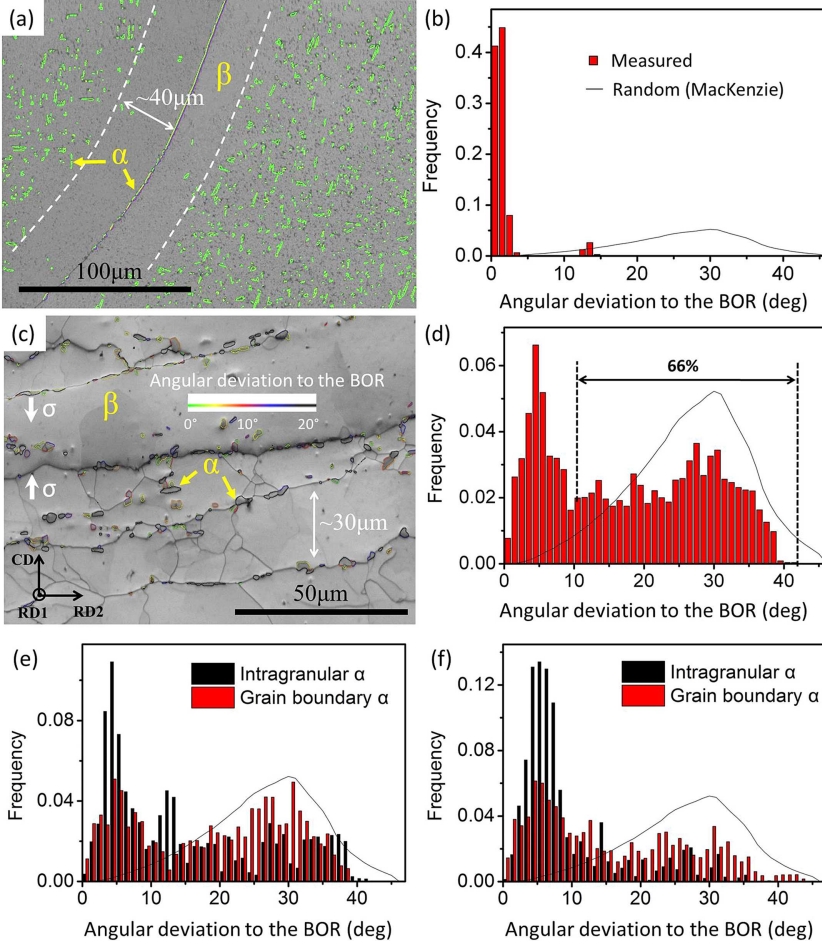 (a)
β
~40μm
α
100μm
(b)
Measured
Random (MacKenzie)
Frequency
0.4
0.3
0.2
0.1
0.0
0 10 20 30 40
Angular deviation to the BOR (deg)
(c)
Angular deviation to the BOR
0° 10° 20°
σ
β
α
σ
~30μm
CD
RD1 RD2
50μm
(d)
66%
Frequency
0.06
0.04
0.02
0.00
0 10 20 30 40
Angular deviation to the BOR (deg)
(e)
Intragranular α
Grain boundary α
Frequency
0.08
0.04
0.00
0 10 20 30 40
Angular deviation to the BOR (deg)
(f)
Intragranular α
Grain boundary α
Frequency
0.12
0.08
0.04
0.00
0 10 20 30 40
Angular deviation to the BOR (deg)